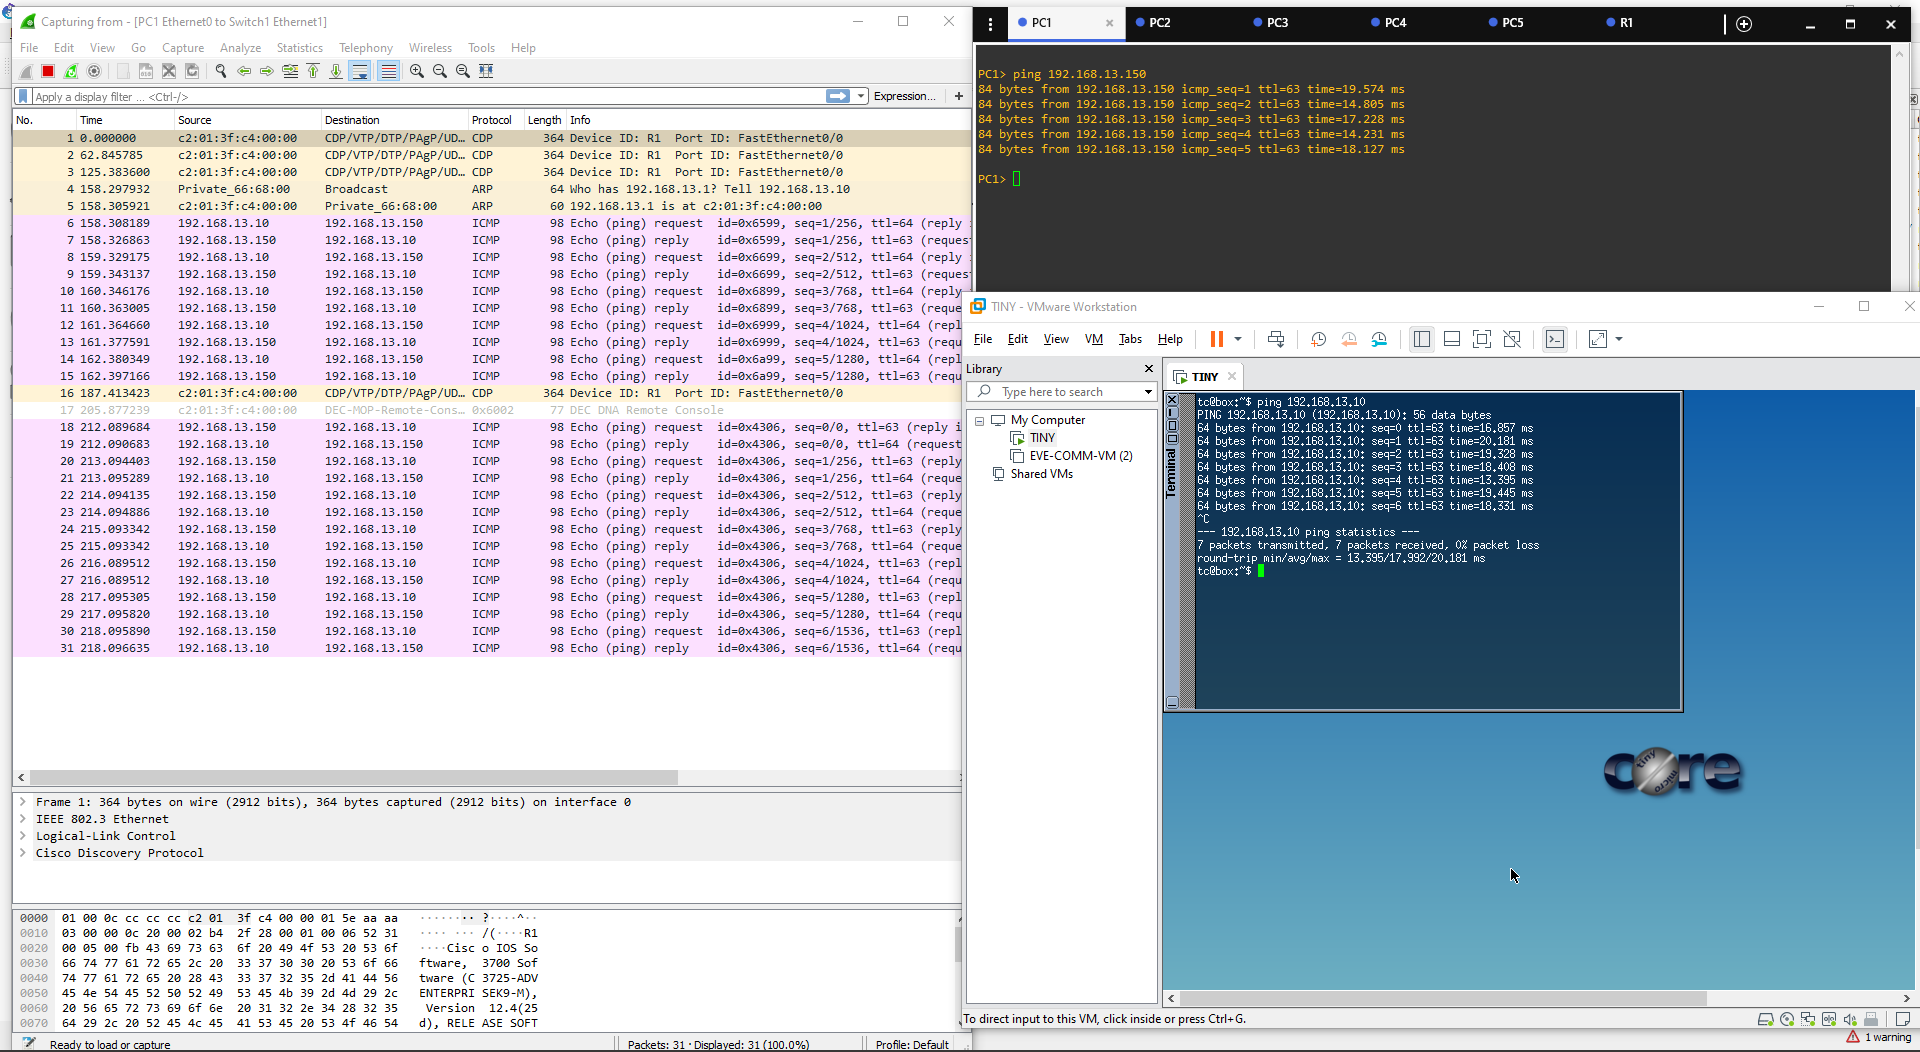 Capturing from - [PC1 Ethernet0 to Switch1 Ethernet1]
File Edit View Go Capture Analyze Statistics Telephony Wireless Tools Help
Apply a display filter ... <Ctrl-/> Expression... +
No. Time Source Destination Protocol Length Info
1 0.000000 c2:01:3f:c4:00:00 CDP/VTP/DTP/PAgP/UD… CDP 364 Device ID: R1 Port ID: FastEthernet0/0
2 62.845785 c2:01:3f:c4:00:00 CDP/VTP/DTP/PAgP/UD… CDP 364 Device ID: R1 Port ID: FastEthernet0/0
3 125.383600 c2:01:3f:c4:00:00 CDP/VTP/DTP/PAgP/UD… CDP 364 Device ID: R1 Port ID: FastEthernet0/0
4 158.297932 Private_66:68:00 Broadcast ARP 64 Who has 192.168.13.1? Tell 192.168.13.10
5 158.305921 c2:01:3f:c4:00:00 Private_66:68:00 ARP 60 192.168.13.1 is at c2:01:3f:c4:00:00
6 158.308189 192.168.13.10 192.168.13.150 ICMP 98 Echo (ping) request id=0x6599, seq=1/256, ttl=64 (reply
7 158.326863 192.168.13.150 192.168.13.10 ICMP 98 Echo (ping) reply id=0x6599, seq=1/256, ttl=63 (reques
8 159.329175 192.168.13.10 192.168.13.150 ICMP 98 Echo (ping) request id=0x6699, seq=2/512, ttl=64 (reply
9 159.343137 192.168.13.150 192.168.13.10 ICMP 98 Echo (ping) reply id=0x6699, seq=2/512, ttl=63 (reques
10 160.346176 192.168.13.10 192.168.13.150 ICMP 98 Echo (ping) request id=0x6899, seq=3/768, ttl=64 (reply
11 160.363005 192.168.13.150 192.168.13.10 ICMP 98 Echo (ping) reply id=0x6899, seq=3/768, ttl=63 (reques
12 161.364660 192.168.13.10 192.168.13.150 ICMP 98 Echo (ping) request id=0x6999, seq=4/1024, ttl=64 (repl
13 161.377591 192.168.13.150 192.168.13.10 ICMP 98 Echo (ping) reply id=0x6999, seq=4/1024, ttl=63 (requ
14 162.380349 192.168.13.10 192.168.13.150 ICMP 98 Echo (ping) request id=0x6a99, seq=5/1280, ttl=64 (repl
15 162.397166 192.168.13.150 192.168.13.10 ICMP 98 Echo (ping) reply id=0x6a99, seq=5/1280, ttl=63 (requ
16 187.413423 c2:01:3f:c4:00:00 CDP/VTP/DTP/PAgP/UD… CDP 364 Device ID: R1 Port ID: FastEthernet0/0
17 205.877239 c2:01:3f:c4:00:00 DEC-MOP-Remote-Cons… 0x6002 77 DEC DNA Remote Console
18 212.089684 192.168.13.150 192.168.13.10 ICMP 98 Echo (ping) request id=0x4306, seq=0/0, ttl=63 (reply i
19 212.090683 192.168.13.10 192.168.13.150 ICMP 98 Echo (ping) reply id=0x4306, seq=0/0, ttl=64 (request
20 213.094403 192.168.13.150 192.168.13.10 ICMP 98 Echo (ping) request id=0x4306, seq=1/256, ttl=63 (reply
21 213.095289 192.168.13.10 192.168.13.150 ICMP 98 Echo (ping) reply id=0x4306, seq=1/256, ttl=64 (reque
22 214.094135 192.168.13.150 192.168.13.10 ICMP 98 Echo (ping) request id=0x4306, seq=2/512, ttl=63 (reply
23 214.094886 192.168.13.10 192.168.13.150 ICMP 98 Echo (ping) reply id=0x4306, seq=2/512, ttl=64 (reque
24 215.093342 192.168.13.150 192.168.13.10 ICMP 98 Echo (ping) request id=0x4306, seq=3/768, ttl=63 (reply
25 215.093342 192.168.13.10 192.168.13.150 ICMP 98 Echo (ping) reply id=0x4306, seq=3/768, ttl=64 (reque
26 216.089512 192.168.13.150 192.168.13.10 ICMP 98 Echo (ping) request id=0x4306, seq=4/1024, ttl=63 (repl
27 216.089512 192.168.13.10 192.168.13.150 ICMP 98 Echo (ping) reply id=0x4306, seq=4/1024, ttl=64 (requ
28 217.095305 192.168.13.150 192.168.13.10 ICMP 98 Echo (ping) request id=0x4306, seq=5/1280, ttl=63 (repl
29 217.095820 192.168.13.10 192.168.13.150 ICMP 98 Echo (ping) reply id=0x4306, seq=5/1280, ttl=64 (requ
30 218.095890 192.168.13.150 192.168.13.10 ICMP 98 Echo (ping) request id=0x4306, seq=6/1536, ttl=63 (repl
31 218.096635 192.168.13.10 192.168.13.150 ICMP 98 Echo (ping) reply id=0x4306, seq=6/1536, ttl=64 (requ
Frame 1: 364 bytes on wire (2912 bits), 364 bytes captured (2912 bits) on interface 0
IEEE 802.3 Ethernet
Logical-Link Control
Cisco Discovery Protocol
0000 01 00 0c cc cc cc c2 01 3f c4 00 00 01 5e aa aa ········ ?····^··
0010 03 00 00 0c 20 00 02 b4 2f 28 00 01 00 06 52 31 ···· ··· /(····R1
0020 00 05 00 fb 43 69 73 63 6f 20 49 4f 53 20 53 6f ····Cisc o IOS So
0030 66 74 77 61 72 65 2c 20 33 37 30 30 20 53 6f 66 ftware, 3700 Sof
0040 74 77 61 72 65 20 28 43 33 37 32 35 2d 41 44 56 tware (C 3725-ADV
0050 45 4e 54 45 52 50 52 49 53 45 4b 39 2d 4d 29 2c ENTERPRI SEK9-M),
0060 20 56 65 72 73 69 6f 6e 20 31 32 2e 34 28 32 35 Version 12.4(25
0070 64 29 2c 20 52 45 4c 45 41 53 45 20 53 4f 46 54 d), RELE ASE SOFT
Ready to load or capture Packets: 31 · Displayed: 31 (100.0%) Profile: Default
PC1 PC2 PC3 PC4 PC5 R1
PC1> ping 192.168.13.150
84 bytes from 192.168.13.150 icmp_seq=1 ttl=63 time=19.574 ms
84 bytes from 192.168.13.150 icmp_seq=2 ttl=63 time=14.805 ms
84 bytes from 192.168.13.150 icmp_seq=3 ttl=63 time=17.228 ms
84 bytes from 192.168.13.150 icmp_seq=4 ttl=63 time=14.231 ms
84 bytes from 192.168.13.150 icmp_seq=5 ttl=63 time=18.127 ms
PC1>
TINY - VMware Workstation
File Edit View VM Tabs Help
Library
Type here to search
My Computer
TINY
EVE-COMM-VM (2)
Shared VMs
TINY
Terminal
tc@box:~$ ping 192.168.13.10
PING 192.168.13.10 (192.168.13.10): 56 data bytes
64 bytes from 192.168.13.10: seq=0 ttl=63 time=16.857 ms
64 bytes from 192.168.13.10: seq=1 ttl=63 time=20.181 ms
64 bytes from 192.168.13.10: seq=2 ttl=63 time=19.328 ms
64 bytes from 192.168.13.10: seq=3 ttl=63 time=18.408 ms
64 bytes from 192.168.13.10: seq=4 ttl=63 time=13.395 ms
64 bytes from 192.168.13.10: seq=5 ttl=63 time=19.445 ms
64 bytes from 192.168.13.10: seq=6 ttl=63 time=18.331 ms
^C
--- 192.168.13.10 ping statistics ---
7 packets transmitted, 7 packets received, 0% packet loss
round-trip min/avg/max = 13.395/17.992/20.181 ms
tc@box:~$
core
tiny
micro
To direct input to this VM, click inside or press Ctrl+G.
1 warning